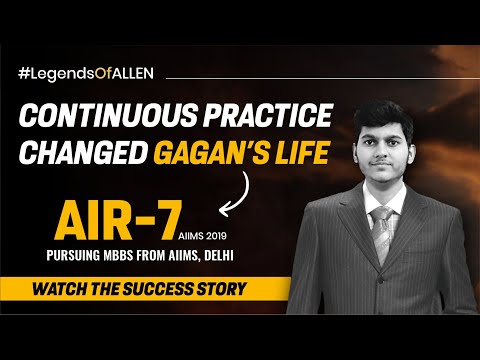 #LegendsOfALLEN
CONTINUOUS PRACTICE
CHANGED GAGAN'S LIFE
AIR-7
AIIMS 2019
PURSUING MBBS FROM AIIMS, DELHI
WATCH THE SUCCESS STORY